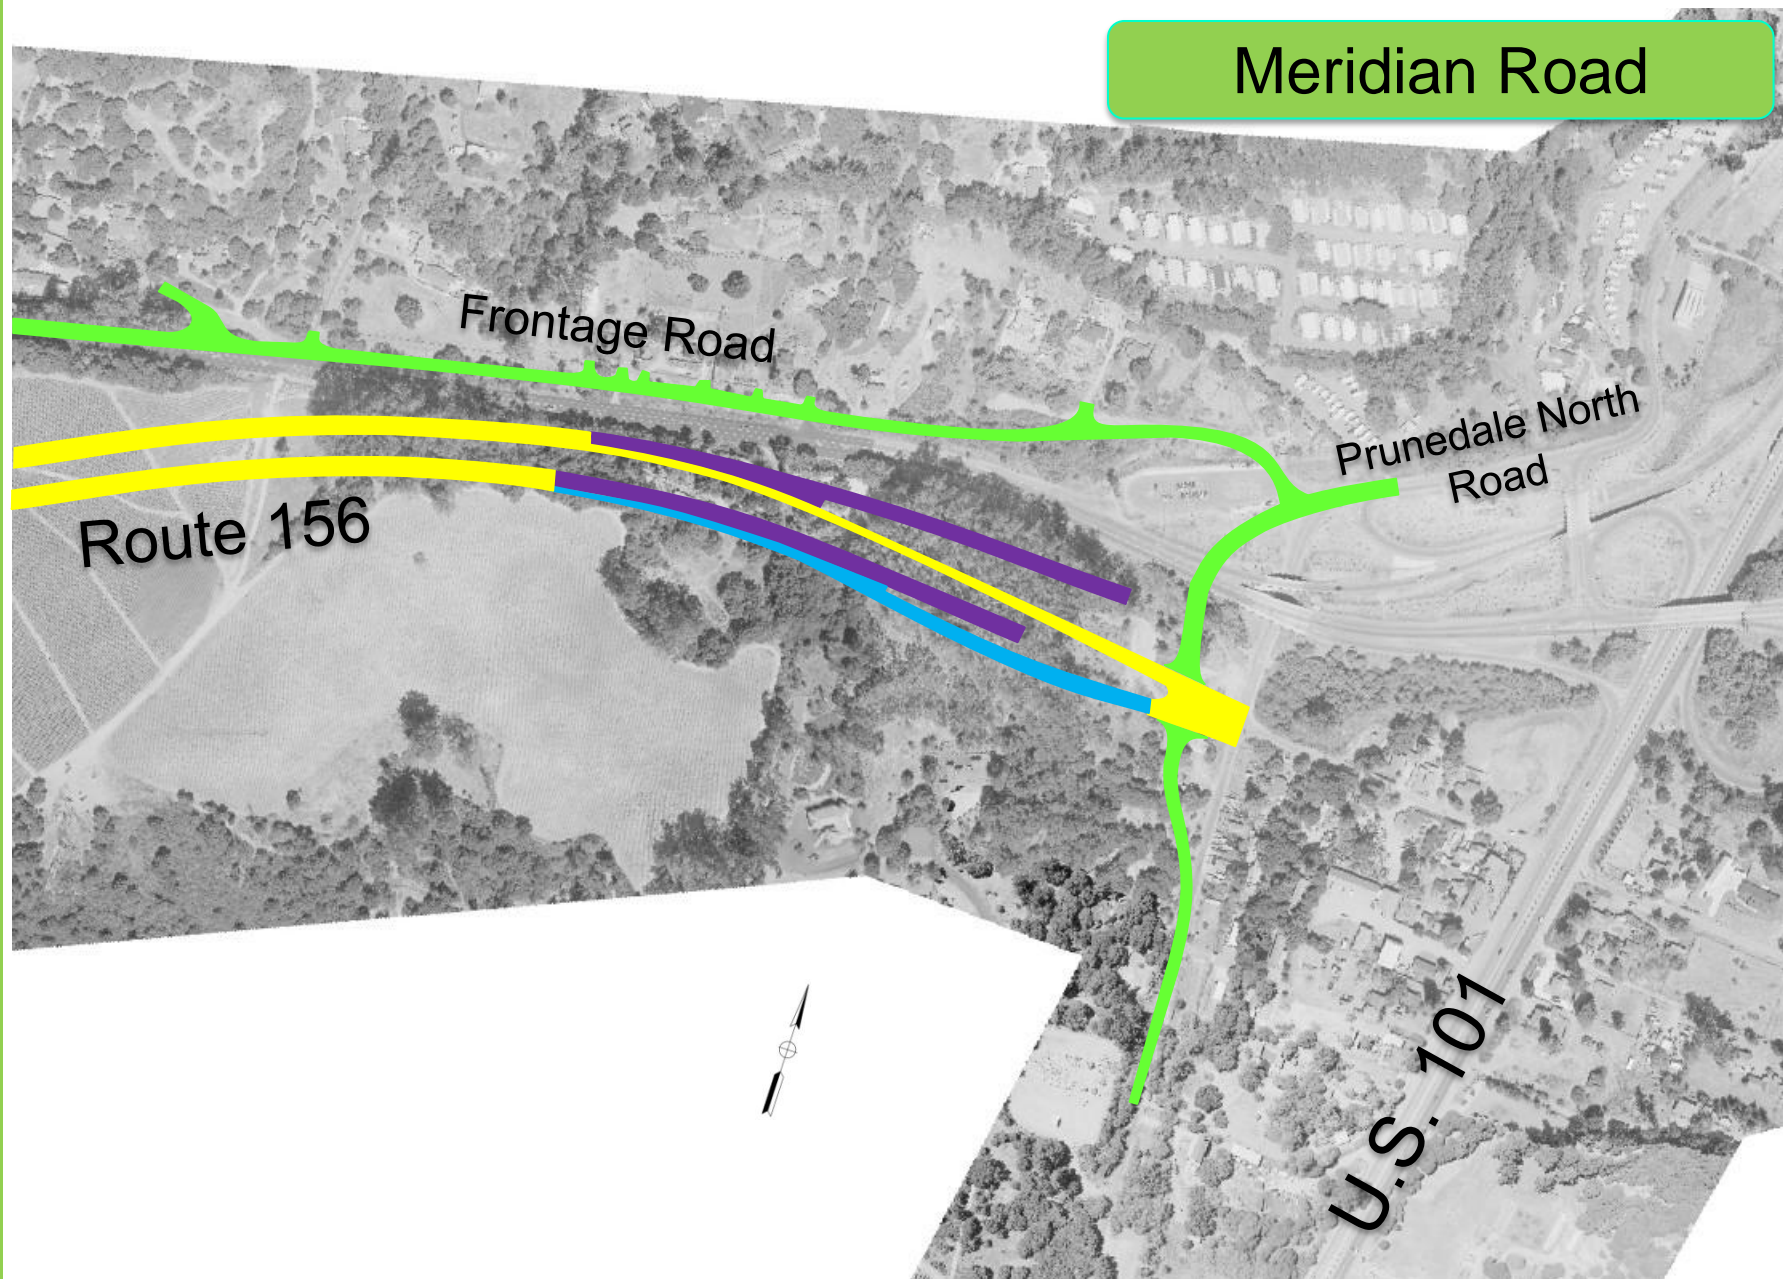 Meridian Road
Frontage Road
Prunedale North
Road
Route 156
U.S. 101